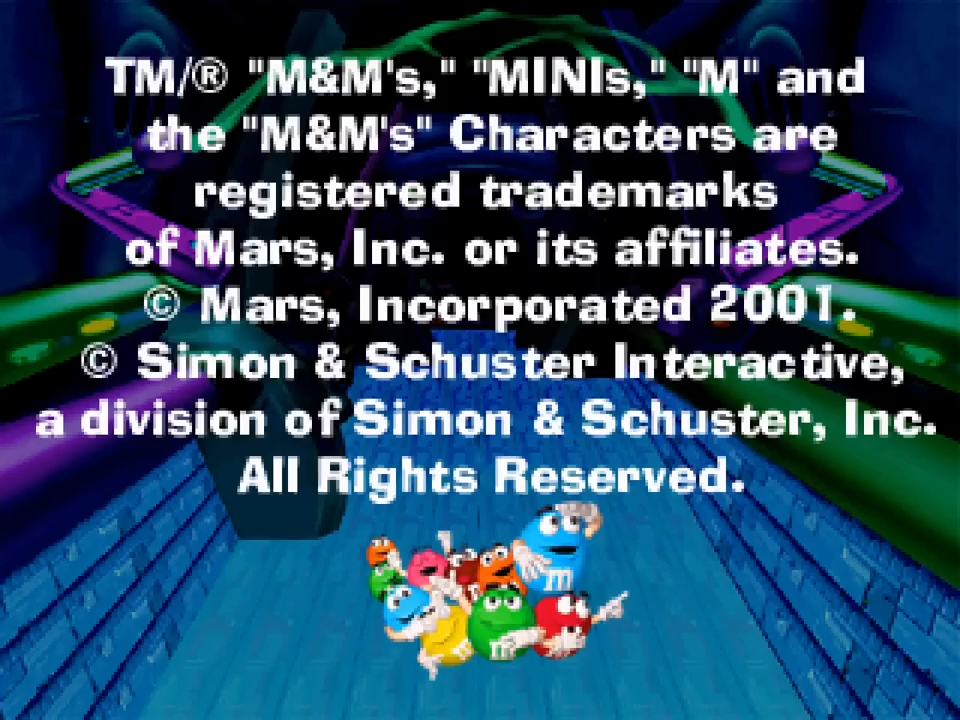 TM/® "M&M's," "MINIs," "M" and
the "M&M's" Characters are
registered trademarks
of Mars, Inc. or its affiliates.
© Mars, Incorporated 2001.
© Simon & Schuster Interactive,
a division of Simon & Schuster, Inc.
All Rights Reserved.
m
m
m
m